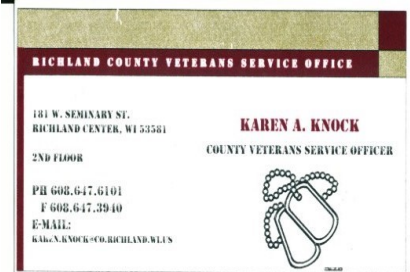 RICHLAND COUNTY VETERANS SERVICE OFFICE
181 W. SEMINARY ST.
RICHLAND CENTER, WI 53581
2ND FLOOR
PH 608.647.6101
F 608.647.3940
E-MAIL:
KAREN.KNOCK@CO.RICHLAND.WI.US
KAREN A. KNOCK
COUNTY VETERANS SERVICE OFFICER